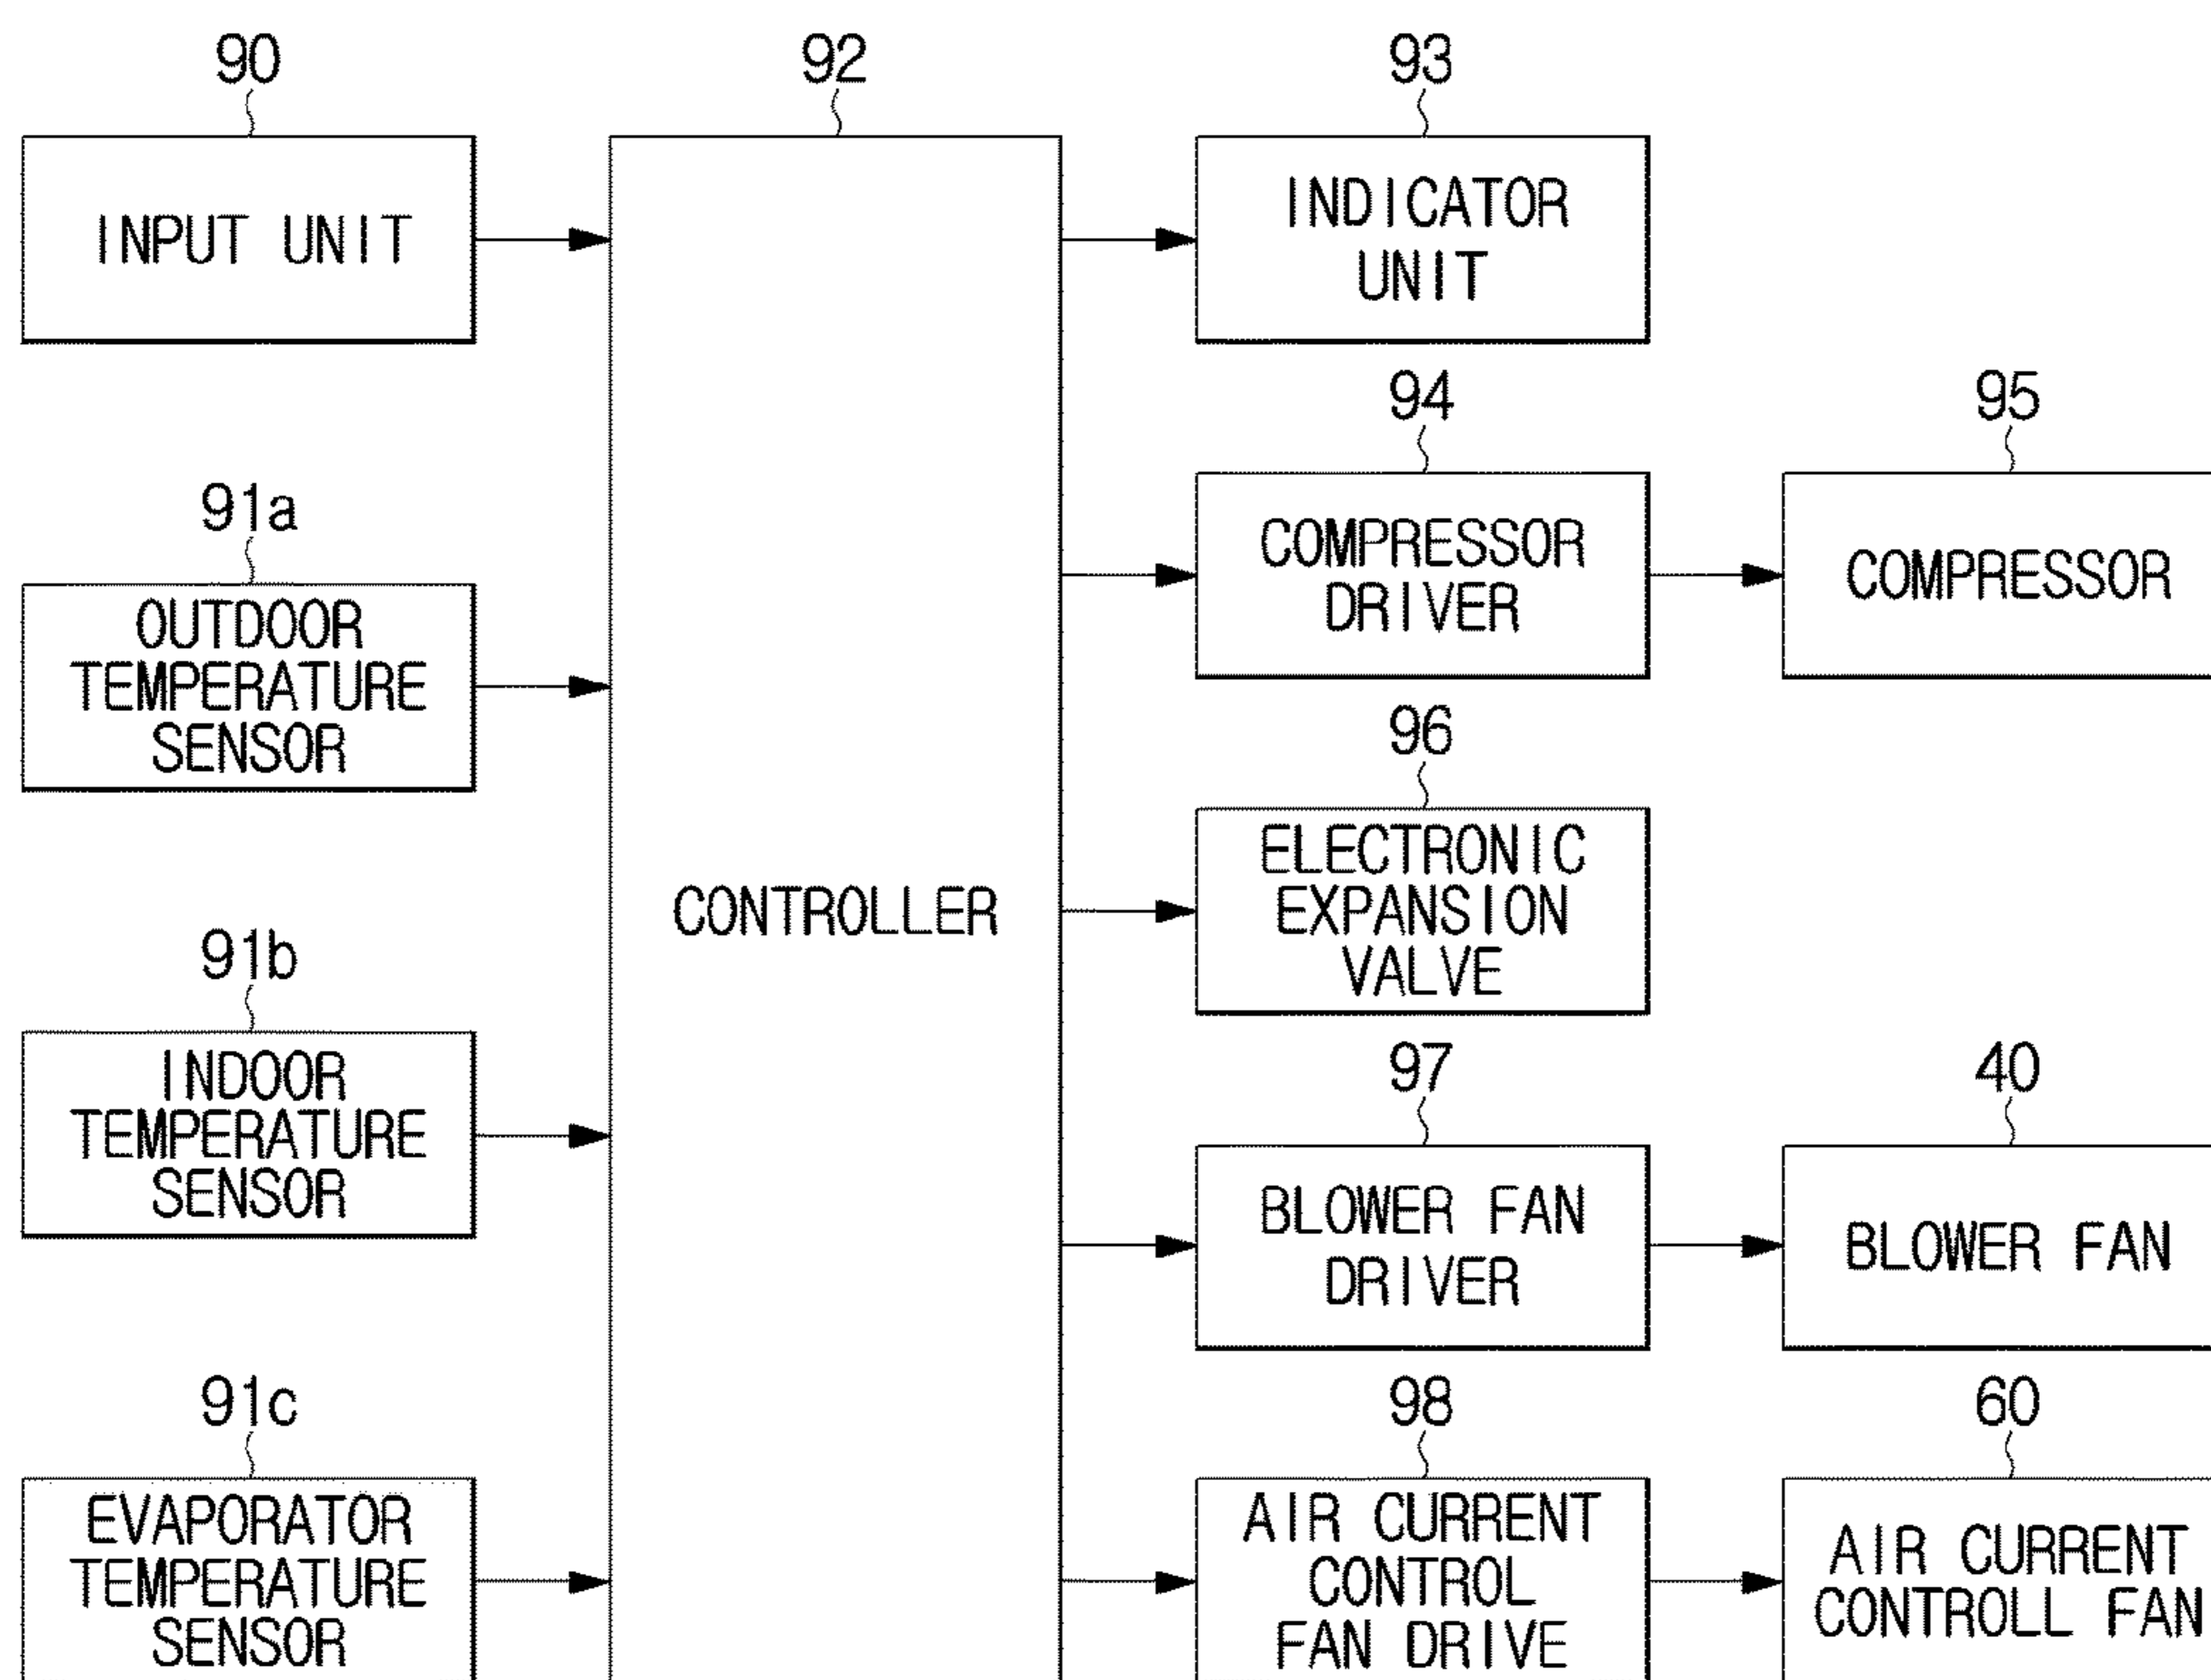 90
92
93
INPUT UNIT
INDICATOR
UNIT
94
95
91a
OUTDOOR
TEMPERATURE
SENSOR
COMPRESSOR
DRIVER
COMPRESSOR
96
ELECTRONIC
EXPANSION
VALVE
CONTROLLER
91b
INDOOR
TEMPERATURE
SENSOR
97
40
BLOWER FAN
DRIVER
BLOWER FAN
91c
98
60
EVAPORATOR
TEMPERATURE
SENSOR
AIR CURRENT
CONTROL
FAN DRIVE
AIR CURRENT
CONTROLL FAN